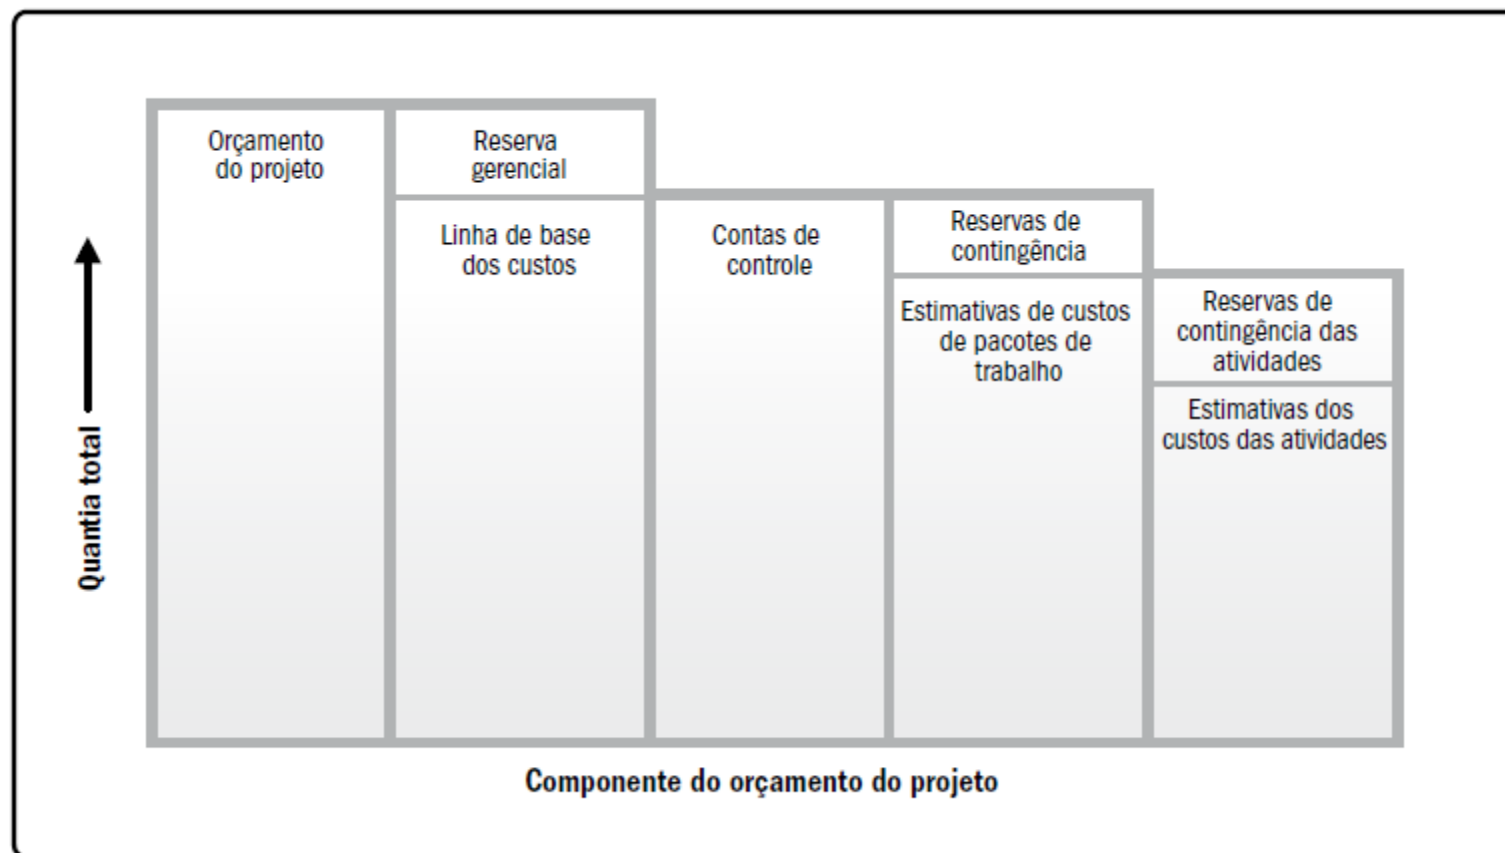 Orçamento
do projeto
Reserva
gerencial
Linha de base
dos custos
Contas de
controle
Reservas de
contingência
Estimativas de custos
de pacotes de
trabalho
Reservas de
contingência das
atividades
Estimativas dos
custos das atividades
Quantia total
Componente do orçamento do projeto